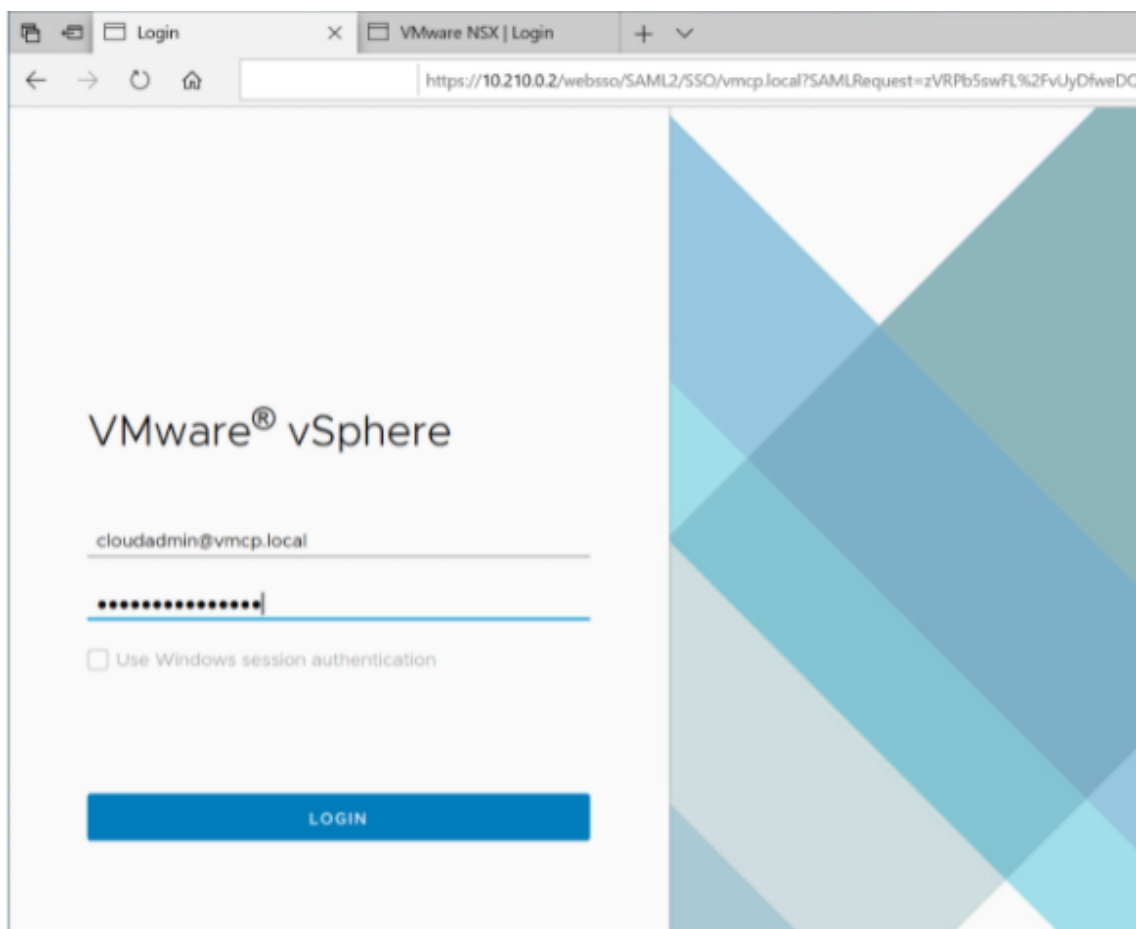 Login
VMware NSX | Login
https://10.210.0.2/websso/SAML2/SSO/vmcp.local?SAMLRequest=zVRPb5swFL%2FvUyDfweDQ
VMware® vSphere
cloudadmin@vmcp.local
•••••••••••••••
Use Windows session authentication
LOGIN